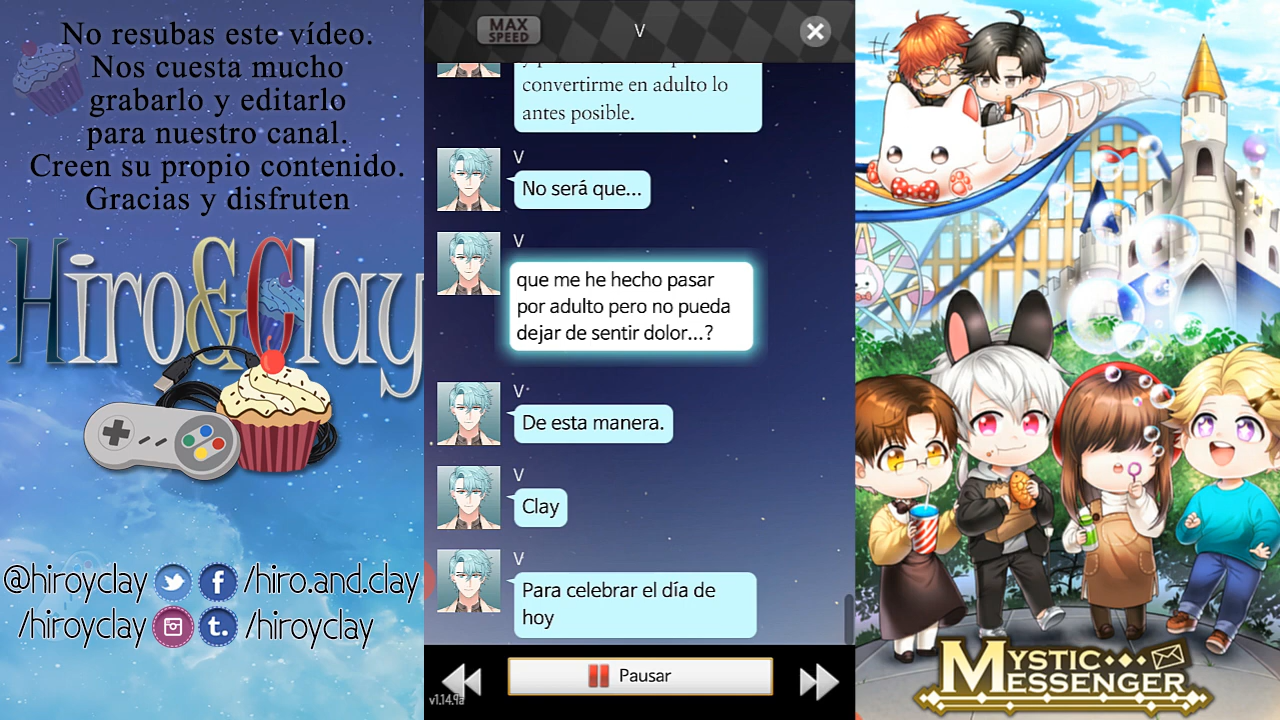 No resubas este vídeo.
Nos cuesta mucho
grabarlo y editarlo
para nuestro canal.
Creen su propio contenido.
Gracias y disfruten
Hiro&Clay
@hiroyclay
/hiro.and.clay
/hiroyclay
t.
/hiroyclay
MAX
SPEED
V
convertirme en adulto lo
antes posible.
V
No será que...
V
que me he hecho pasar
por adulto pero no pueda
dejar de sentir dolor...?
V
De esta manera.
V
Clay
V
Para celebrar el día de
hoy
Pausar
v1.14.9a
MYSTIC
MESSENGER